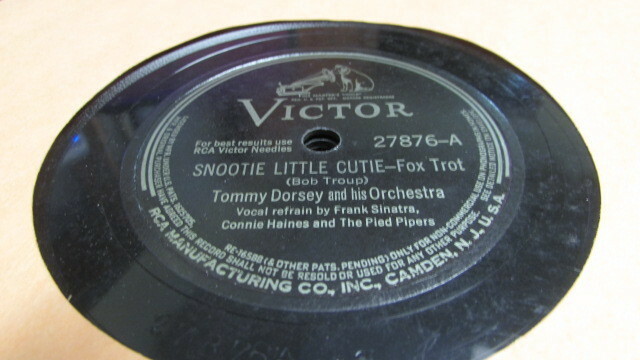 VICTOR
For best results use
RCA Victor Needles
27876-A
SNOOTIE LITTLE CUTIE—Fox Trot
(Bob Troup)
Tommy Dorsey and his Orchestra
Vocal refrain by Frank Sinatra,
Connie Haines and The Pied Pipers
RE-16588 (& OTHER PATS. PENDING) ONLY FOR NON-COMMERCIAL USE
THIS RECORD SHALL NOT BE RESOLD OR USED FOR ANY OTHER PURPOSE.
RCA MANUFACTURING CO., INC., CAMDEN, N. J., U.S.A.